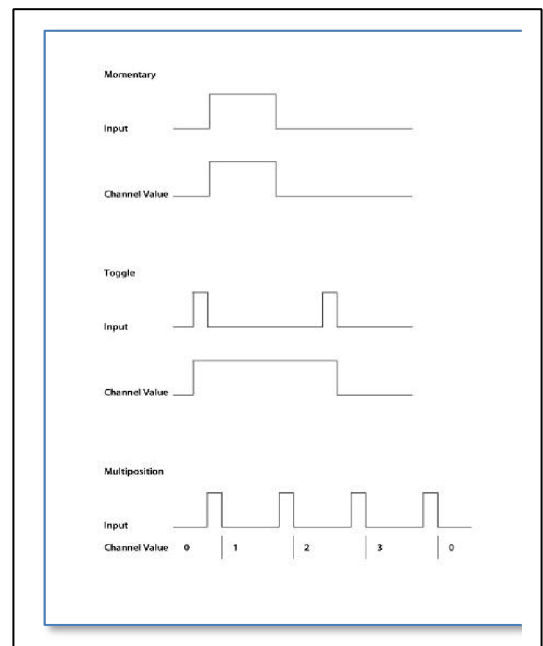 Momentary
Input
Channel Value
Toggle
Input
Channel Value
Multiposition
Input
Channel Value 0 1 2 3 0